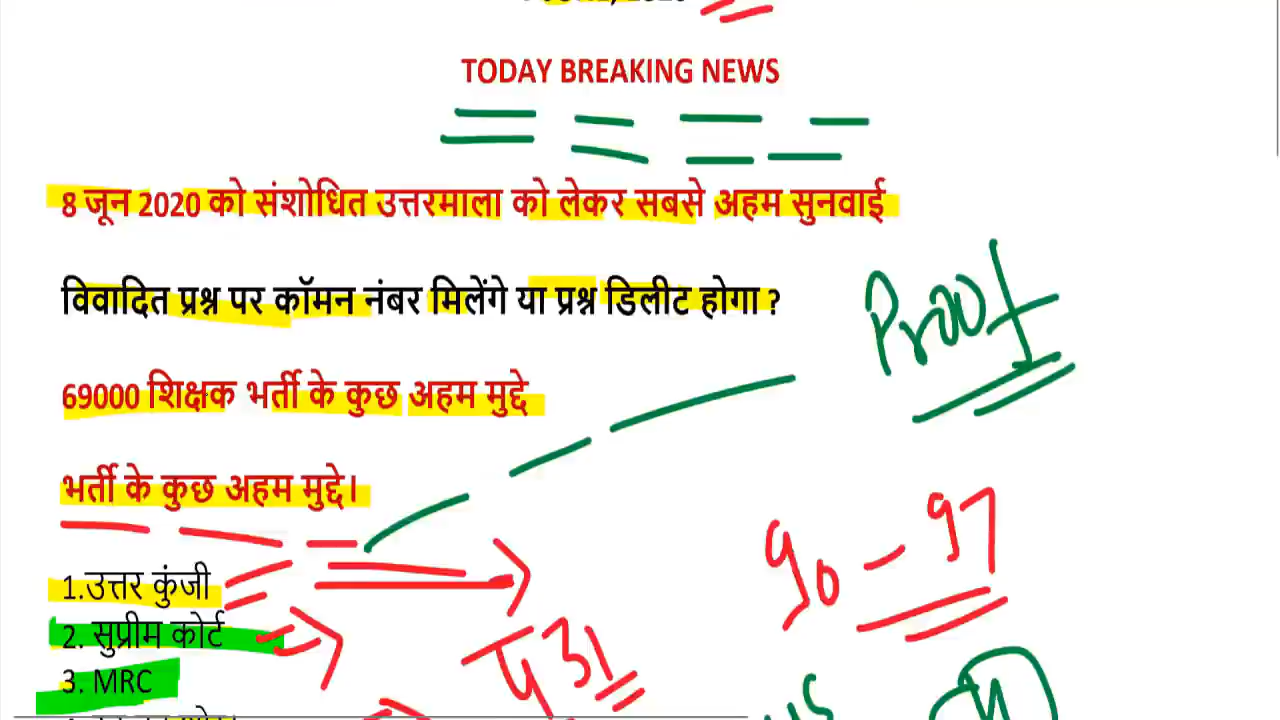 TODAY BREAKING NEWS
8 जून 2020 को संशोधित उत्तरमाला को लेकर सबसे अहम सुनवाई
विवादित प्रश्न पर कॉमन नंबर मिलेंगे या प्रश्न डिलीट होगा ?
Proof
69000 शिक्षक भर्ती के कुछ अहम मुद्दे
भर्ती के कुछ अहम मुद्दे।
90 - 97
1.उत्तर कुंजी
2. सुप्रीम कोर्ट
3. MRC